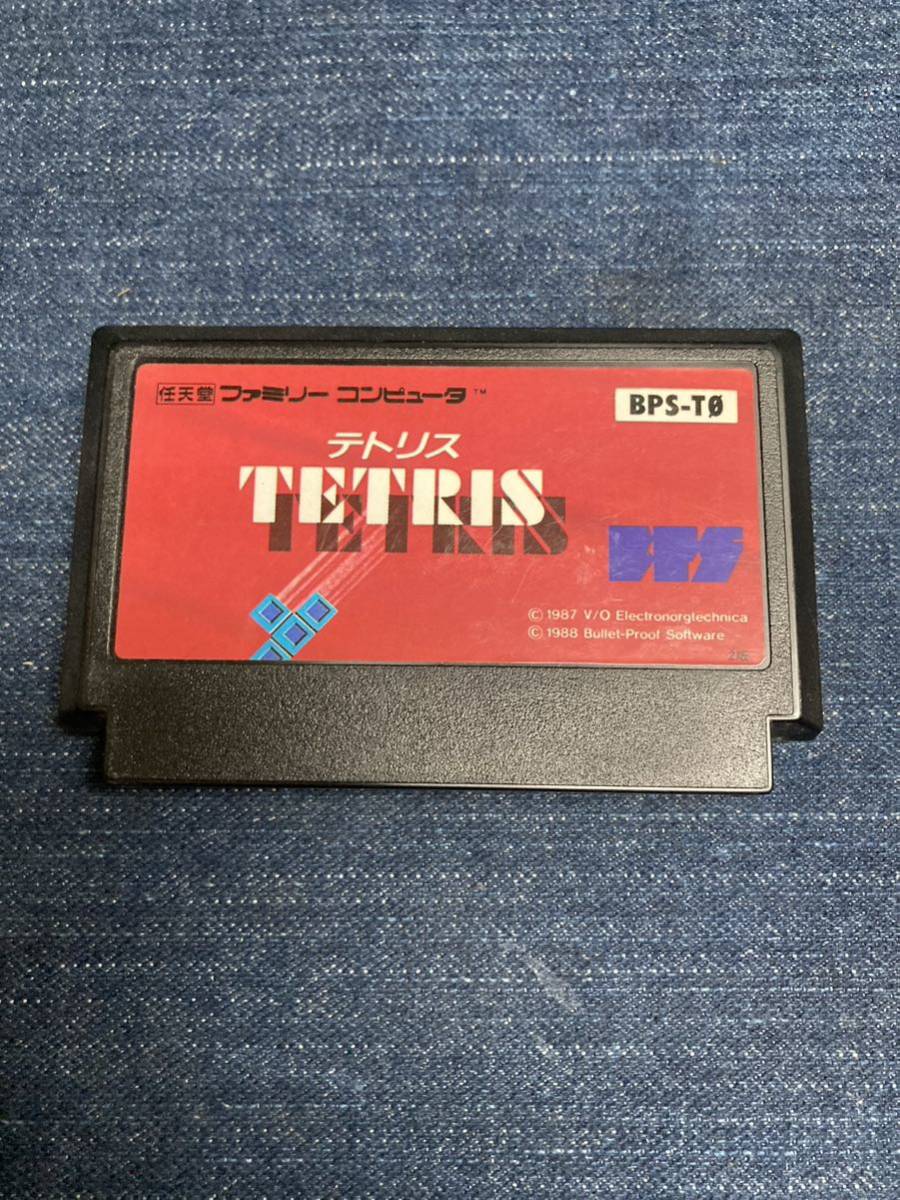 任天堂 ファミリー コンピュータ™
BPS-TØ
テトリス
TETRIS
TETRIS
BPS
© 1987 V/O Electronorgtechnica
© 1988 Bullet-Proof Software